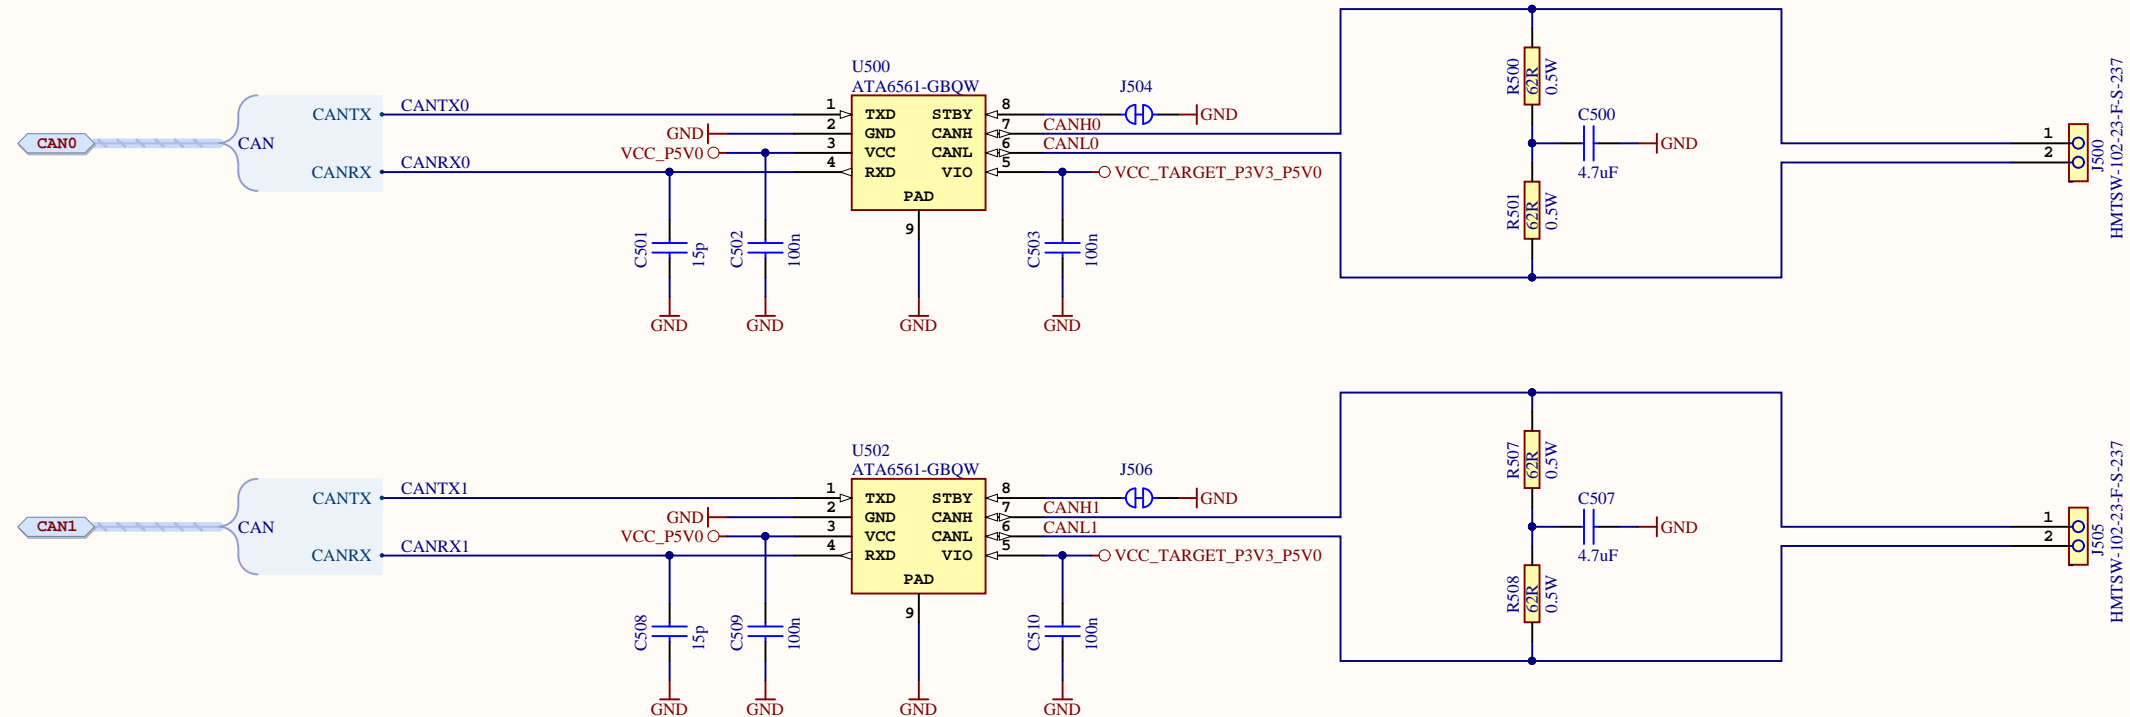 U500
ATA6561-GBQW
CAN0
CAN
CANTX
CANRX
CANTX0
GND
VCC_P5V0
CANRX0
1
2
3
4
TXD
GND
VCC
RXD
STBY
CANH
CANL
VIO
PAD
9
8
7
6
5
J504
GND
CANH0
CANL0
VCC_TARGET_P3V3_P5V0
C501
15p
C502
100n
C503
100n
GND
GND
GND
GND
R500
62R
0.5W
C500
4.7uF
GND
R501
62R
0.5W
1
2
J500
HMTSW-102-23-F-S-237
U502
ATA6561-GBQW
CAN1
CAN
CANTX
CANRX
CANTX1
GND
VCC_P5V0
CANRX1
1
2
3
4
TXD
GND
VCC
RXD
STBY
CANH
CANL
VIO
PAD
9
8
7
6
5
J506
GND
CANH1
CANL1
VCC_TARGET_P3V3_P5V0
C508
15p
C509
100n
C510
100n
GND
GND
GND
GND
R507
62R
0.5W
C507
4.7uF
GND
R508
62R
0.5W
1
2
J505
HMTSW-102-23-F-S-237